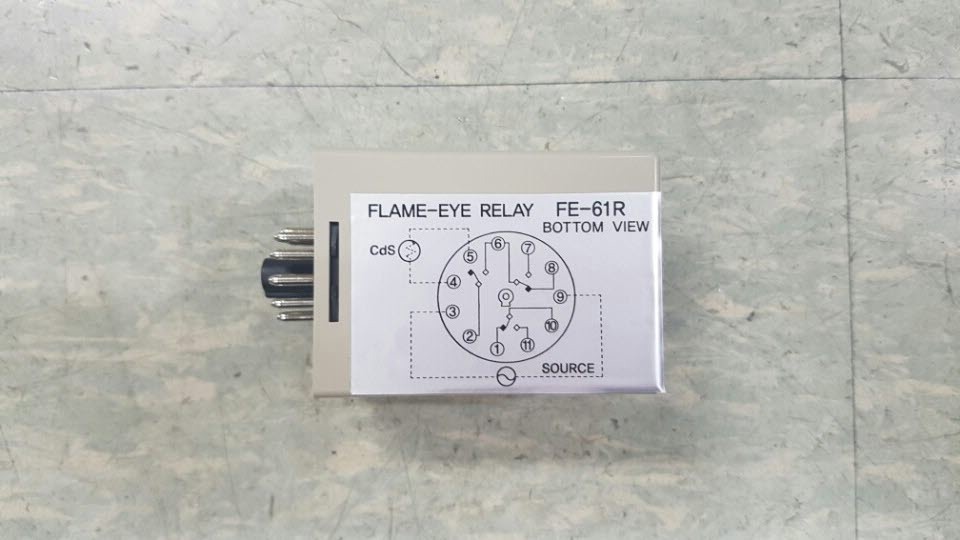 FLAME-EYE RELAY FE-61R
BOTTOM VIEW
CdS
⑥
⑦
⑤
⑧
④
⑨
③
⑩
②
①
⑪
SOURCE